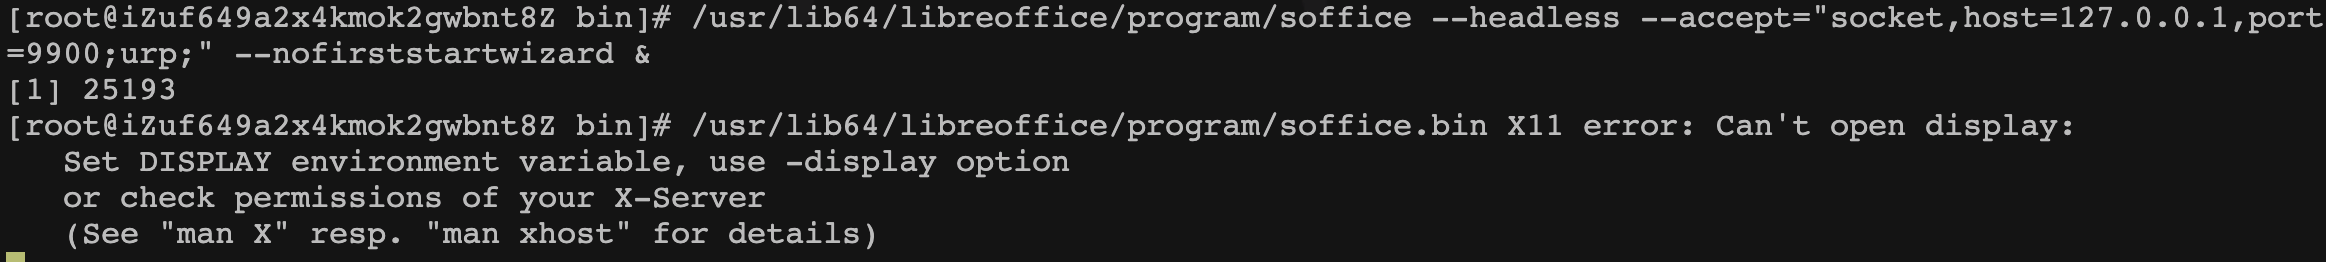 [root@iZuf649a2x4kmok2gwbnt8Z bin]# /usr/lib64/libreoffice/program/soffice --headless --accept="socket,host=127.0.0.1,port
=9900;urp;" --nofirststartwizard &
[1] 25193
[root@iZuf649a2x4kmok2gwbnt8Z bin]# /usr/lib64/libreoffice/program/soffice.bin X11 error: Can't open display:
   Set DISPLAY environment variable, use -display option
   or check permissions of your X-Server
   (See "man X" resp. "man xhost" for details)